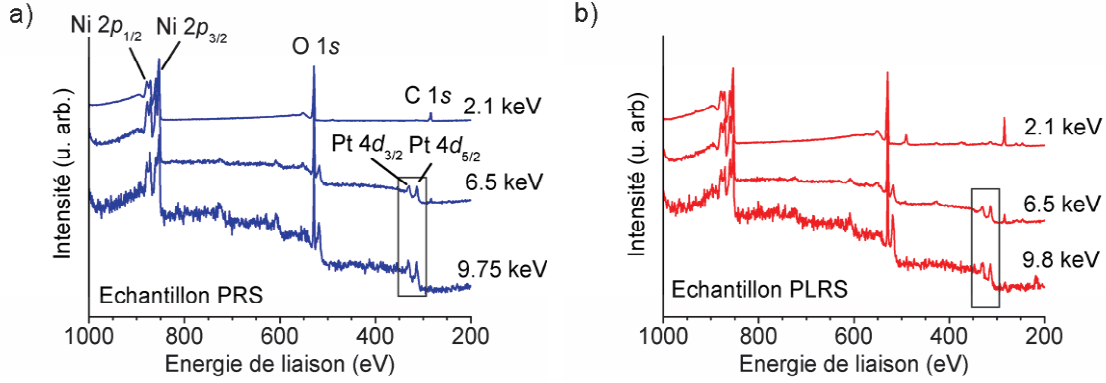 a)
Ni 2p1/2
Ni 2p3/2
O 1s
C 1s
2.1 keV
Pt 4d3/2
Pt 4d5/2
6.5 keV
9.75 keV
Echantillon PRS
Intensité (u. arb.)
1000 800 600 400 200
Energie de liaison (eV)
b)
2.1 keV
6.5 keV
9.8 keV
Echantillon PLRS
Intensité (u. arb)
1000 800 600 400 200
Energie de liaison (eV)